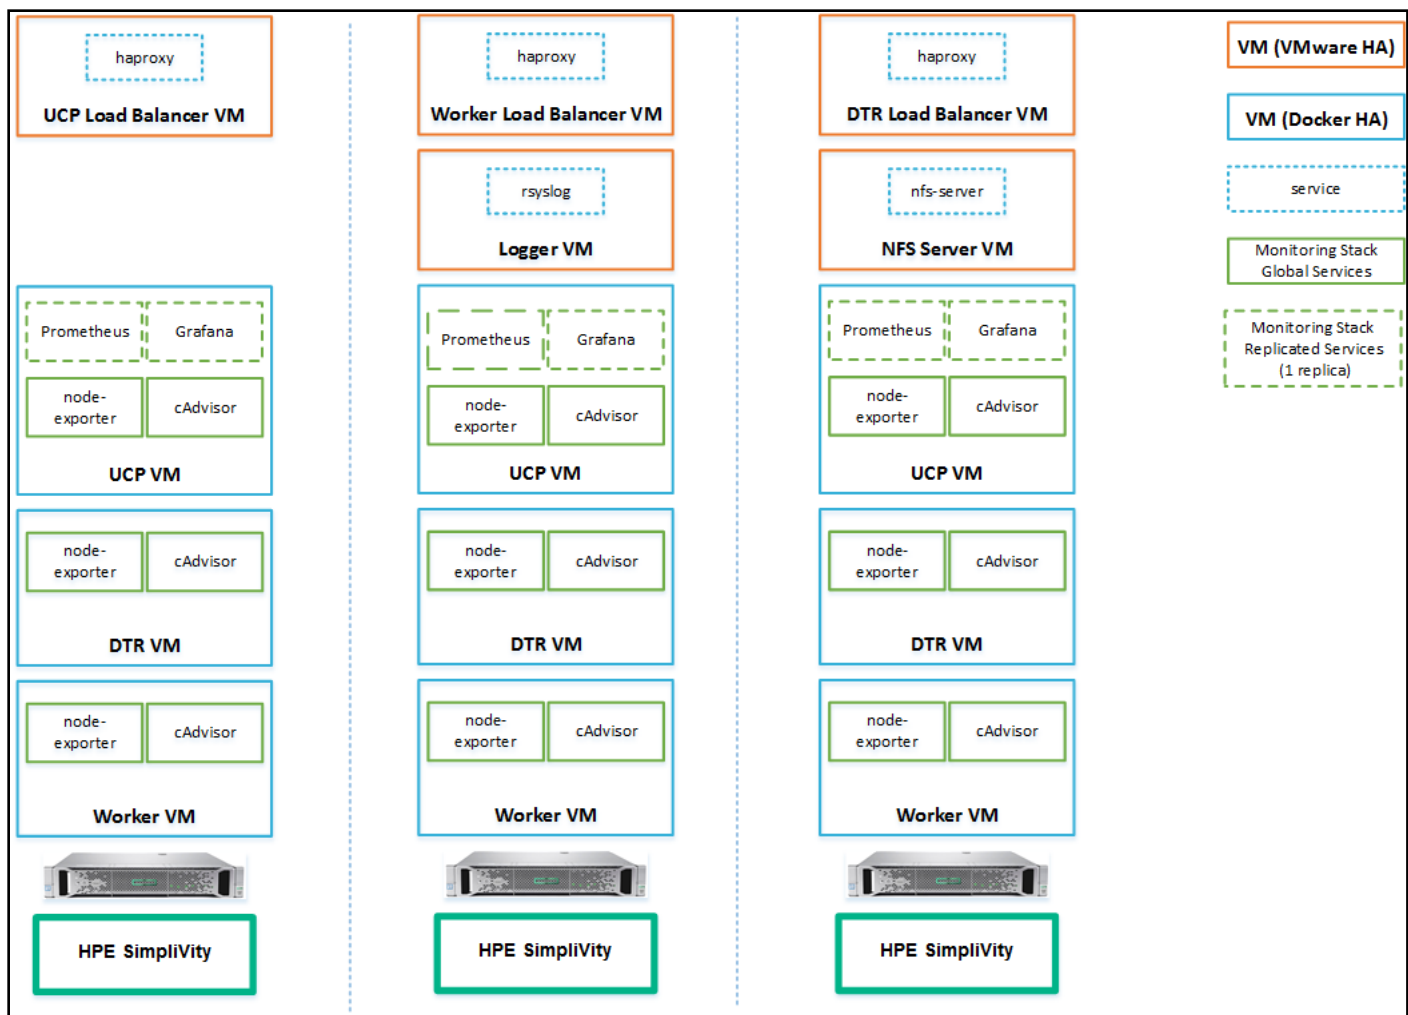 haproxy
UCP Load Balancer VM
Prometheus
Grafana
node-
exporter
cAdvisor
UCP VM
node-
exporter
cAdvisor
DTR VM
node-
exporter
cAdvisor
Worker VM
HPE SimpliVity
haproxy
Worker Load Balancer VM
rsyslog
Logger VM
Prometheus
Grafana
node-
exporter
cAdvisor
UCP VM
node-
exporter
cAdvisor
DTR VM
node-
exporter
cAdvisor
Worker VM
HPE SimpliVity
haproxy
DTR Load Balancer VM
nfs-server
NFS Server VM
Prometheus
Grafana
node-
exporter
cAdvisor
UCP VM
node-
exporter
cAdvisor
DTR VM
node-
exporter
cAdvisor
Worker VM
HPE SimpliVity
VM (VMware HA)
VM (Docker HA)
service
Monitoring Stack
Global Services
Monitoring Stack
Replicated Services
(1 replica)